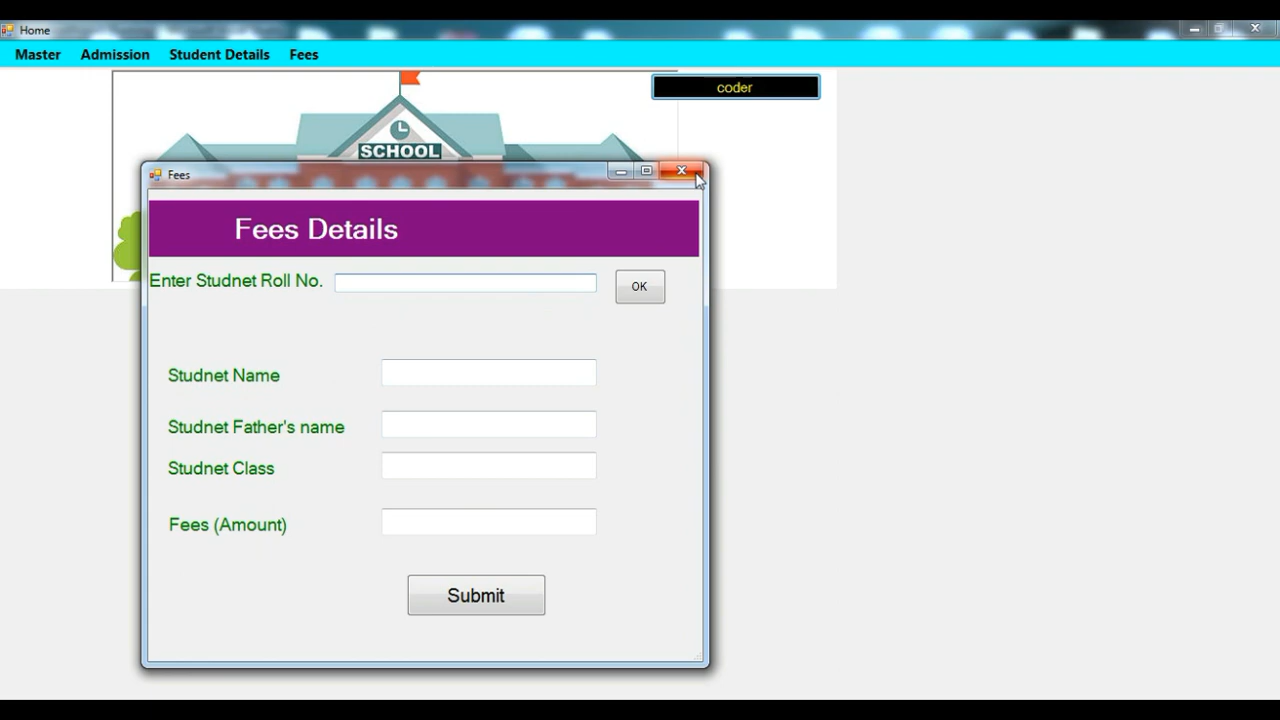 Home
Master Admission Student Details Fees
coder
SCHOOL
Fees
Fees Details
Enter Studnet Roll No.
OK
Studnet Name
Studnet Father's name
Studnet Class
Fees (Amount)
Submit